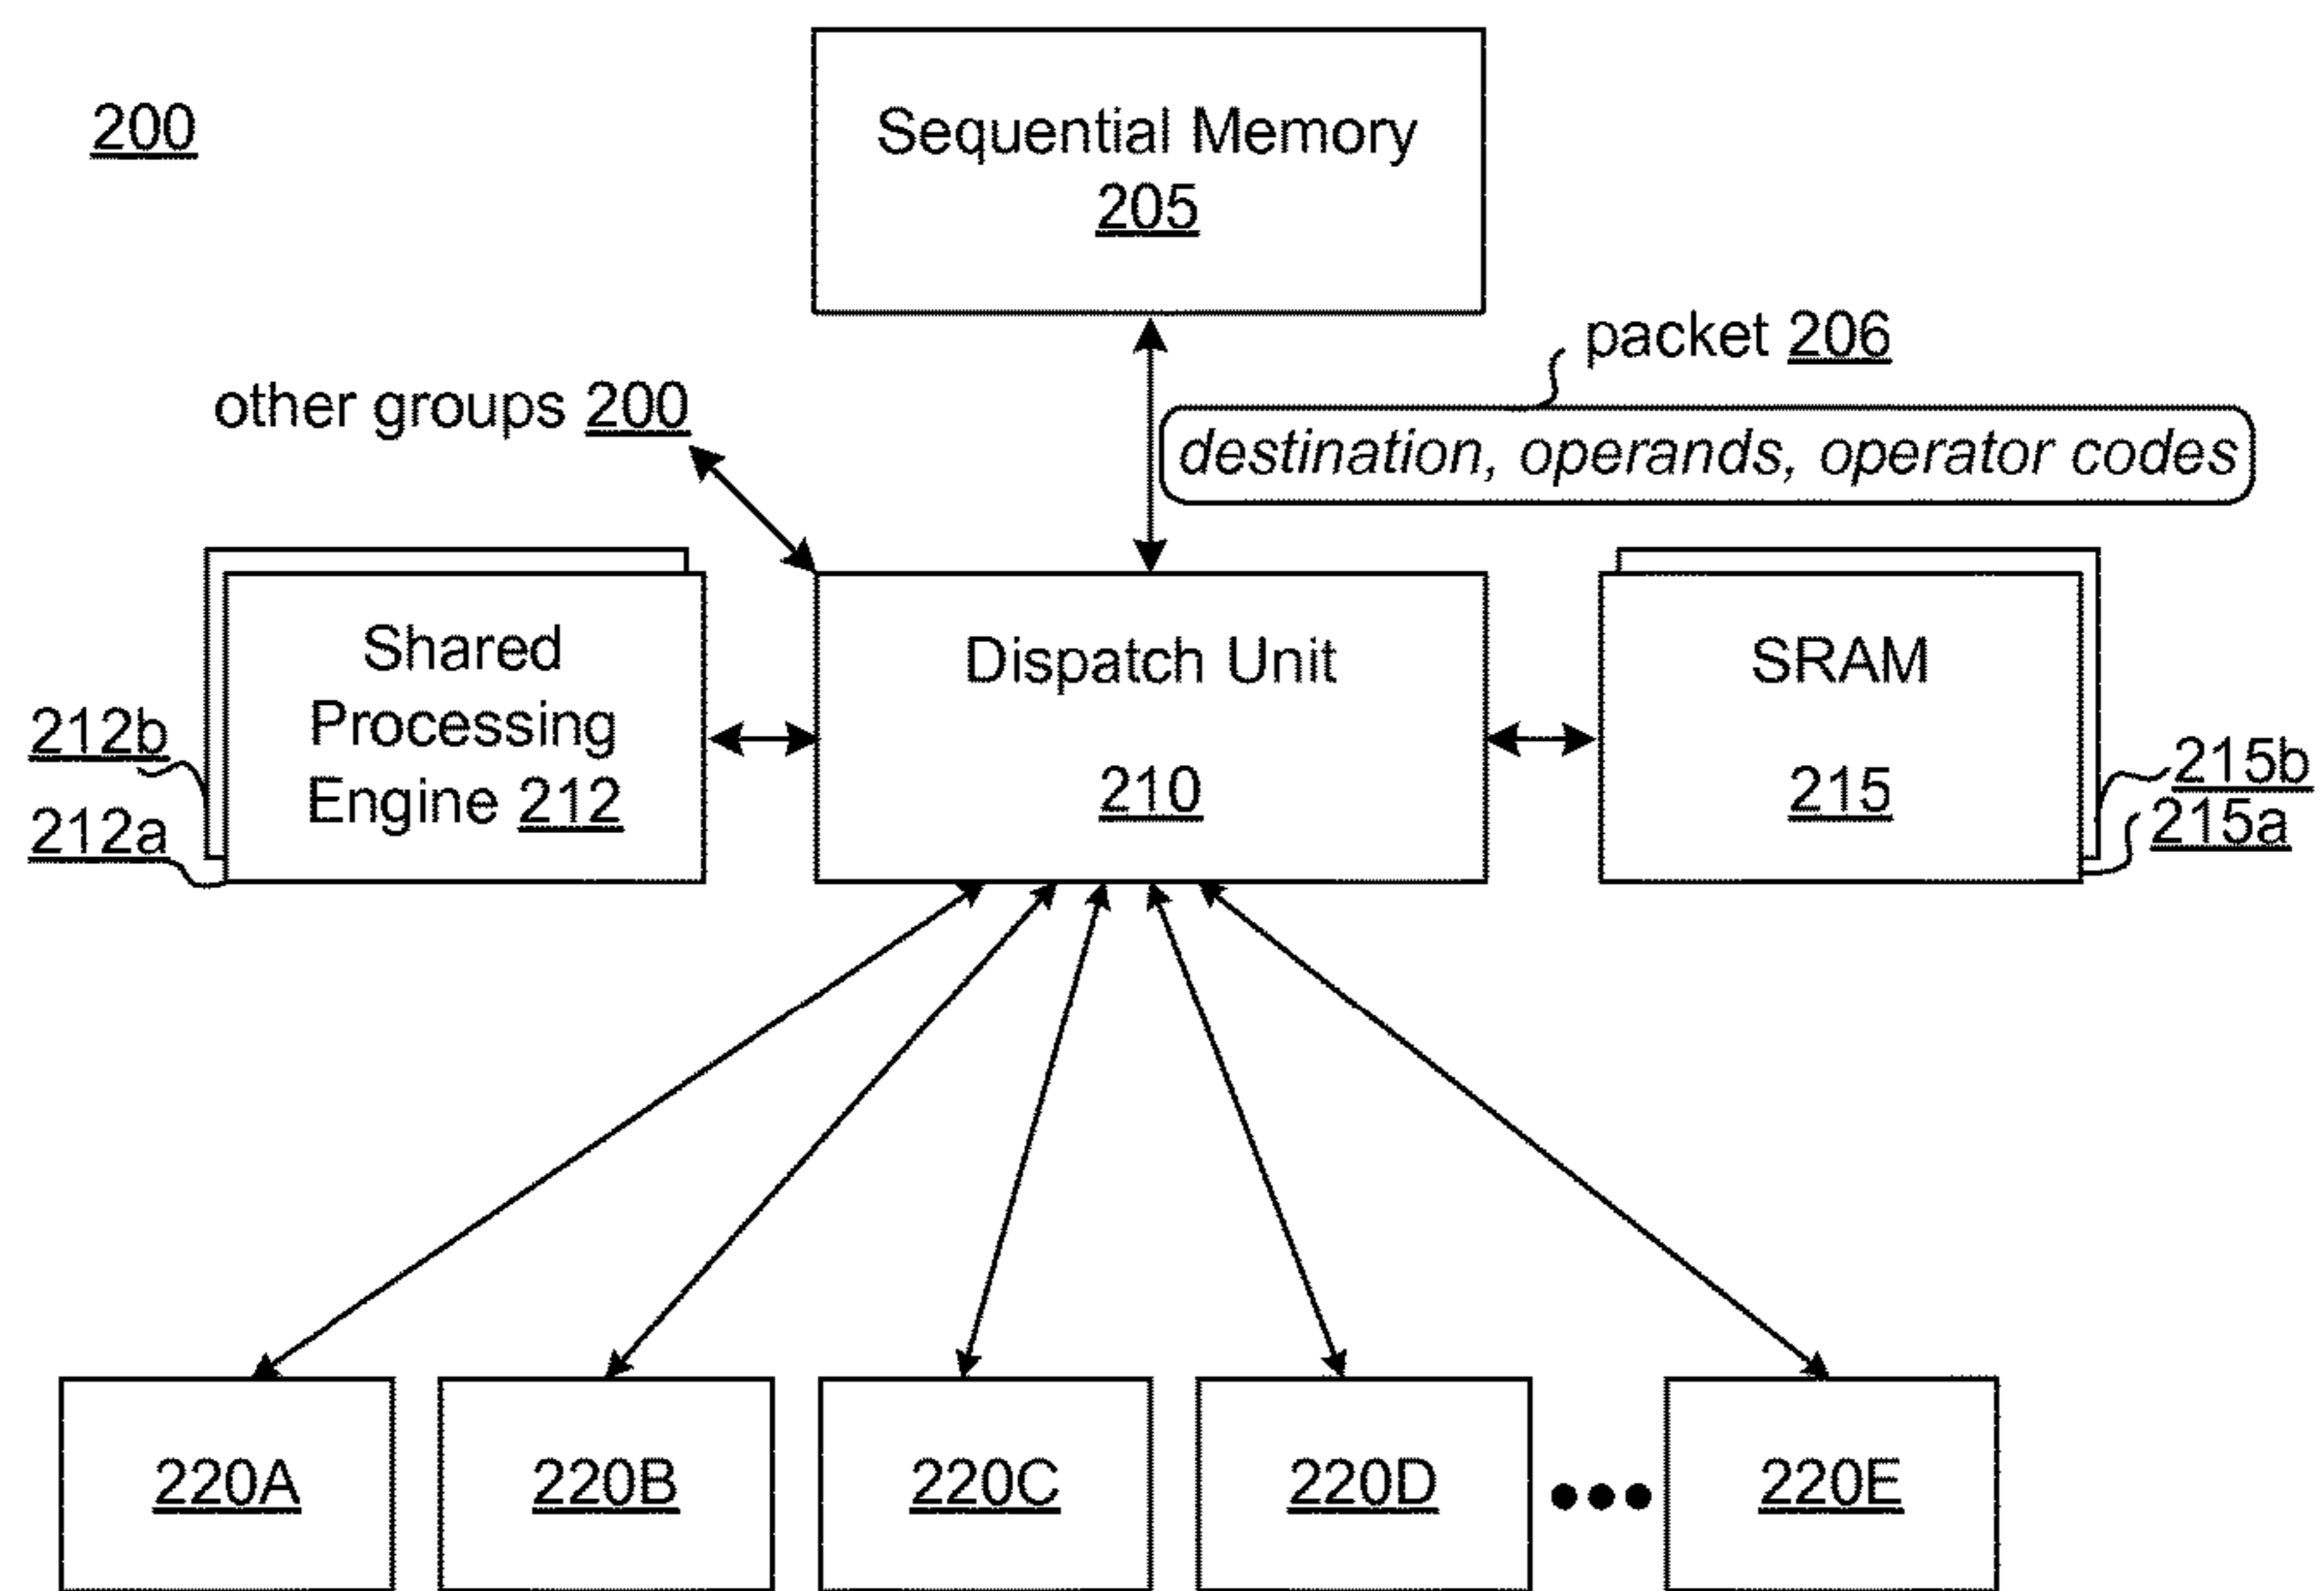 200
Sequential Memory
205
packet 206
other groups 200
destination, operands, operator codes
Shared
Processing
Engine 212
212b
212a
Dispatch Unit
210
SRAM
215
215b
215a
220A
220B
220C
220D
220E